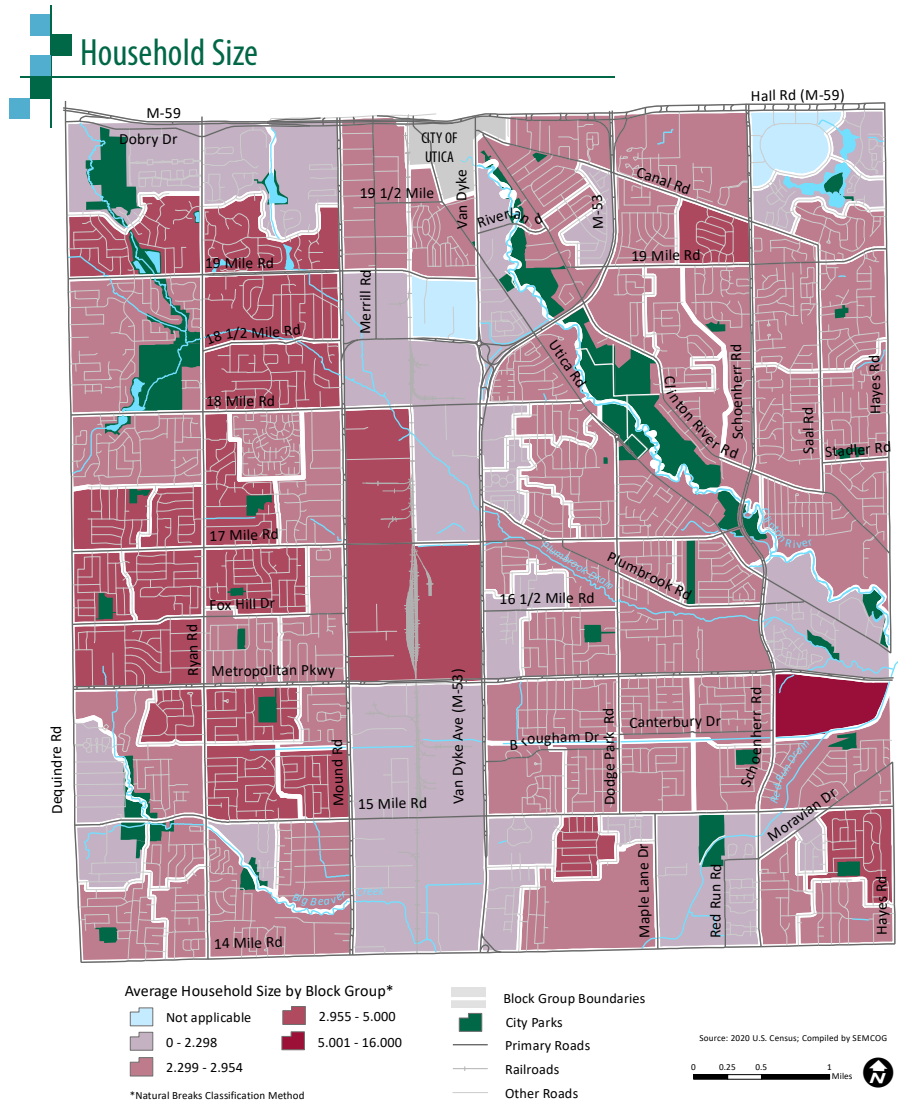 Household Size
Hall Rd (M-59)
M-59
Dobry Dr
CITY OF
UTICA
Canal Rd
19 1/2 Mile
Van Dyke
Riverland
M-53
19 Mile Rd
19 Mile Rd
Merrill Rd
18 1/2 Mile Rd
Utica Rd
Clinton River Rd
Schoenherr Rd
Hayes Rd
18 Mile Rd
Saal Rd
Stadler Rd
17 Mile Rd
River
Plumbrook Drain
Plumbrook Rd
Fox Hill Dr
16 1/2 Mile Rd
Ryan Rd
Metropolitan Pkwy
Dequindre Rd
Mound Rd
Van Dyke Ave (M-53)
Canterbury Dr
Brougham Dr
Dodge Park Rd
Schoenherr Rd
Red Run Drain
15 Mile Rd
Moravian Dr
Maple Lane Dr
Red Run Rd
Hayes Rd
Big Beaver
14 Mile Rd
Average Household Size by Block Group*
Not applicable
0 - 2.298
2.299 - 2.954
2.955 - 5.000
5.001 - 16.000
*Natural Breaks Classification Method
Block Group Boundaries
City Parks
Primary Roads
Railroads
Other Roads
Source: 2020 U.S. Census; Compiled by SEMCOG
0 0.25 0.5 1
Miles
N